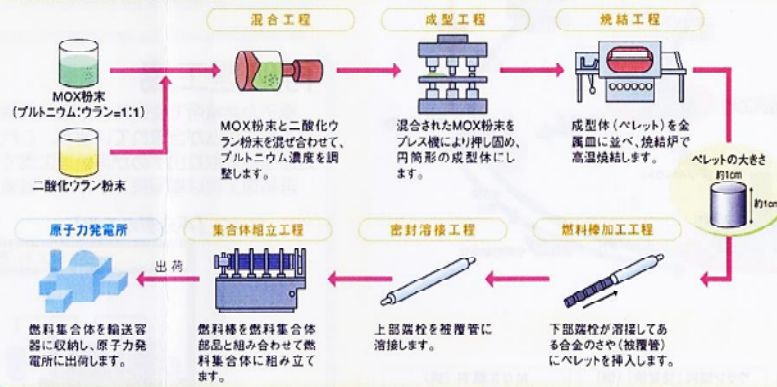 混合工程
成型工程
焼結工程
MOX粉末
(プルトニウム:ウラン=1:1)
二酸化ウラン粉末
MOX粉末と二酸化ウ
ラン粉末を混ぜ合わせて、
プルトニウム濃度を調
整します。
混合されたMOX粉末を
プレス機により押し固め、
円筒形の成型体にし
ます。
成型体(ペレット)を金
属皿に並べ、焼結炉で
高温焼結します。
ペレットの大きさ
約1cm
約1cm
原子力発電所
集合体組立工程
密封溶接工程
燃料棒加工工程
出荷
燃料集合体を輸送容
器に収納し、原子力発
電所に出荷します。
燃料棒を燃料集合体
部品と組み合わせて燃
料集合体に組み立て
ます。
上部端栓を被覆管に
溶接します。
下部端栓が溶接してあ
る合金のさや(被覆管)
にペレットを挿入します。